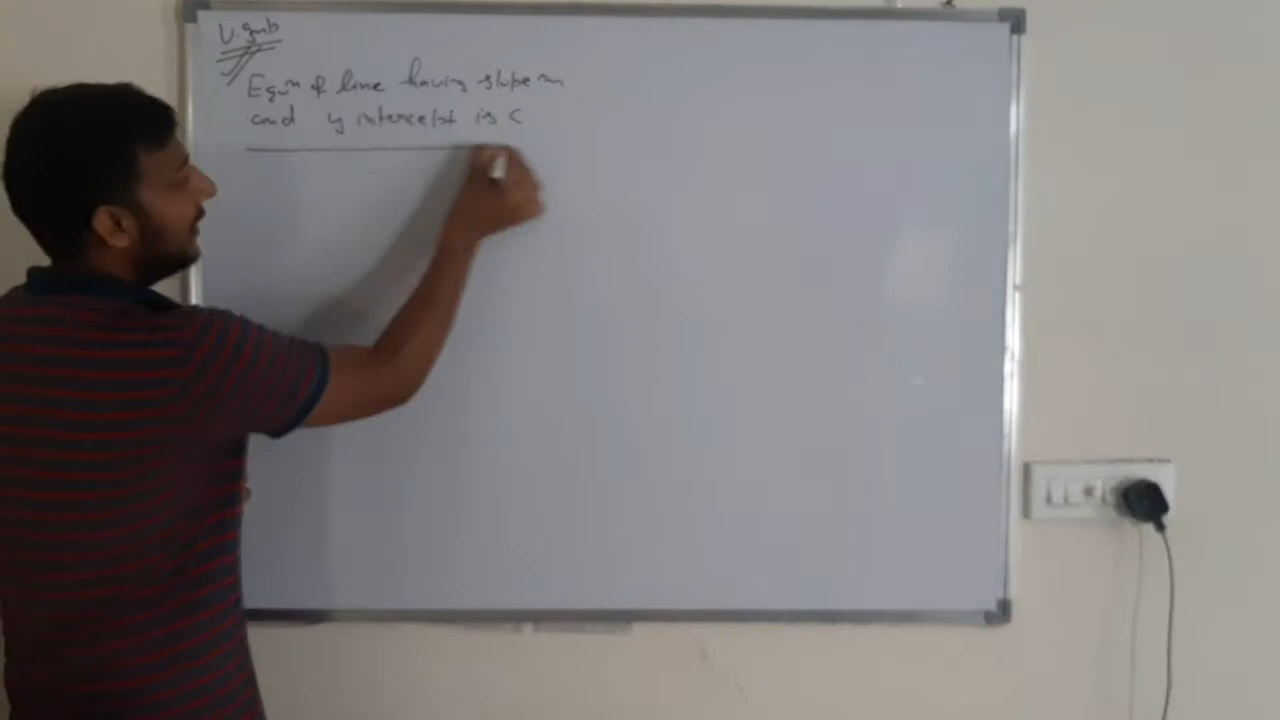 V. Gmb
Eqⁿ of line having slope m
and y intercept is C